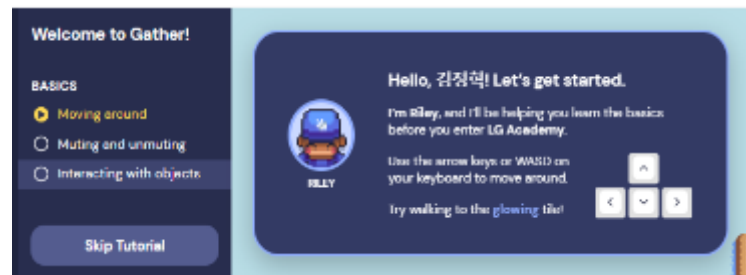 Welcome to Gather!
BASICS
Moving around
Muting and unmuting
Interacting with objects
Skip Tutorial
Hello, 김정혁! Let's get started.
I'm Riley, and I'll be helping you learn the basics
before you enter LG Academy.
Use the arrow keys or WASD on
your keyboard to move around.
Try walking to the glowing tile!
RILEY